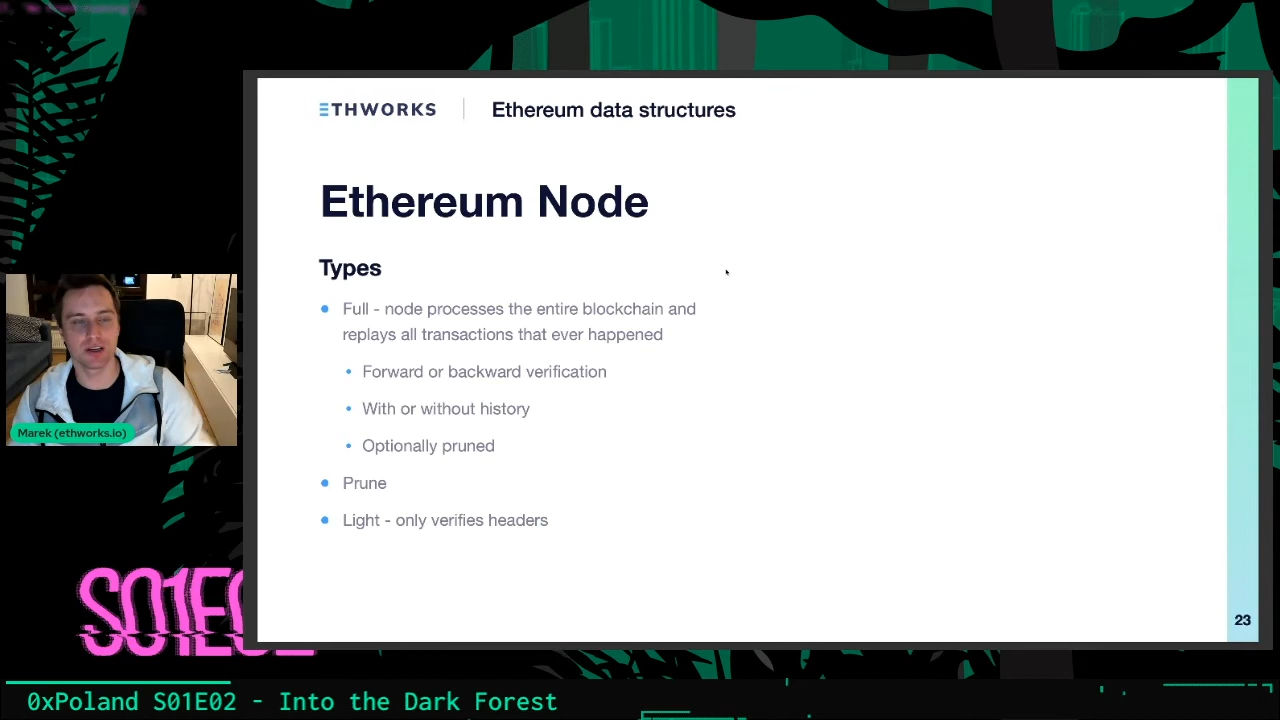 ETHWORKS
Ethereum data structures
Ethereum Node
Types
Full - node processes the entire blockchain and
replays all transactions that ever happened
Forward or backward verification
With or without history
Optionally pruned
Prune
Light - only verifies headers
23
Marek (ethworks.io)
0xPoland S01E02 - Into the Dark Forest